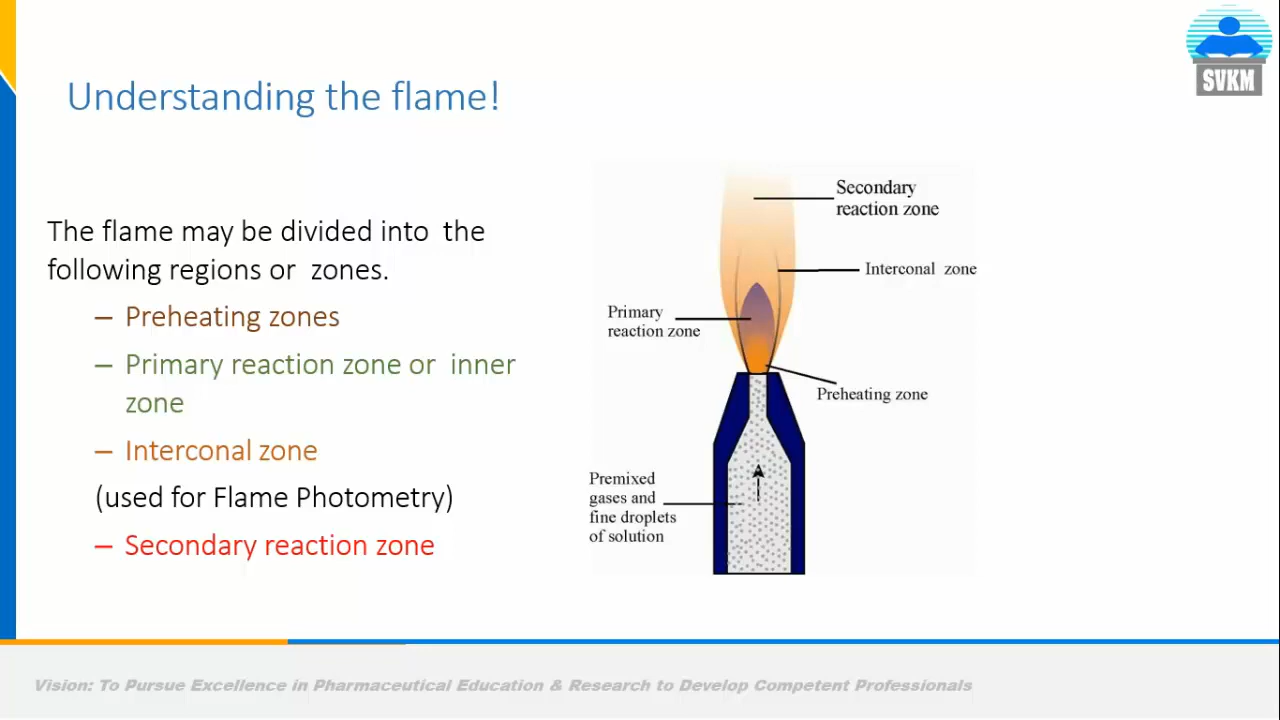 SVKM
Understanding the flame!
The flame may be divided into the
following regions or zones.
– Preheating zones
– Primary reaction zone or inner
zone
– Interconal zone
(used for Flame Photometry)
– Secondary reaction zone
Secondary
reaction zone
Interconal zone
Primary
reaction zone
Preheating zone
Premixed
gases and
fine droplets
of solution
Vision: To Pursue Excellence in Pharmaceutical Education & Research to Develop Competent Professionals